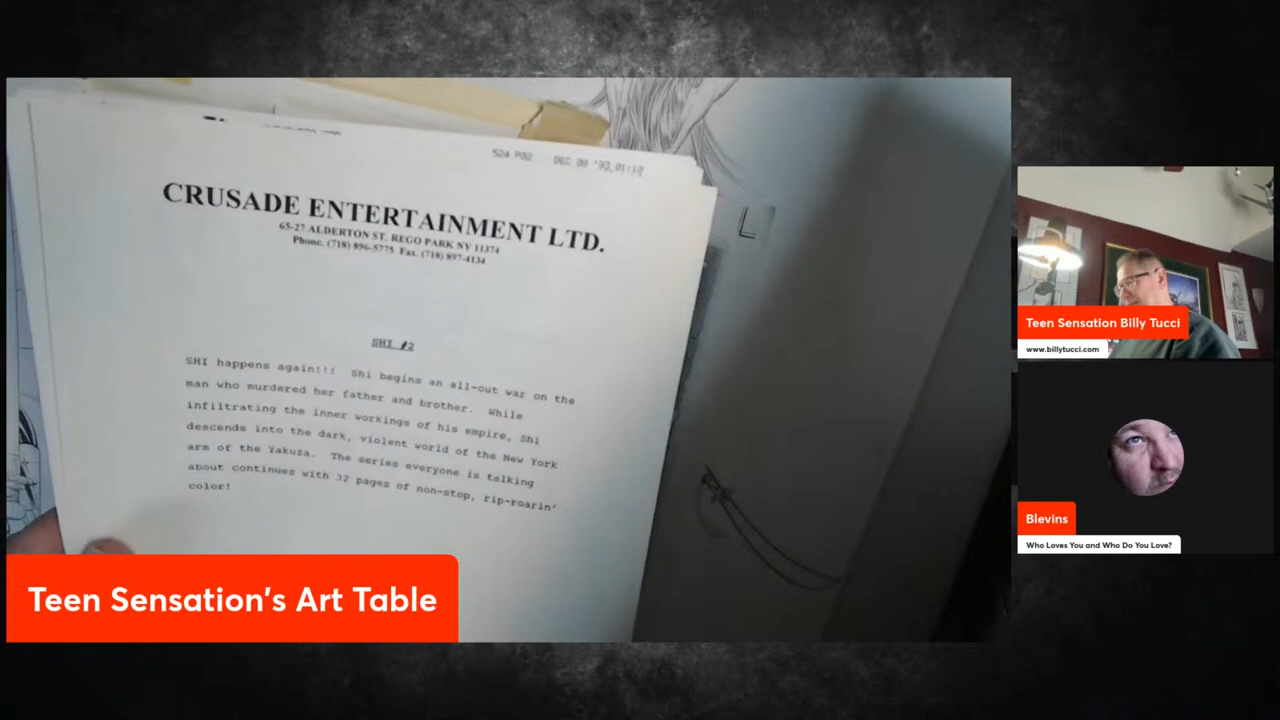 524 P02 DEC 09 '93 01:10
CRUSADE ENTERTAINMENT LTD.
65-27 ALDERTON ST. REGO PARK NY 11374
Phone. (718) 896-5775 Fax. (718) 897-4134
SHI #2
SHI happens again!!! Shi begins an all-out war on the
man who murdered her father and brother. While
infiltrating the inner workings of his empire, Shi
descends into the dark, violent world of the New York
arm of the Yakuza. The series everyone is talking
about continues with 32 pages of non-stop, rip-roarin'
color!
L
Teen Sensation's Art Table
Teen Sensation Billy Tucci
www.billytucci.com
Blevins
Who Loves You and Who Do You Love?